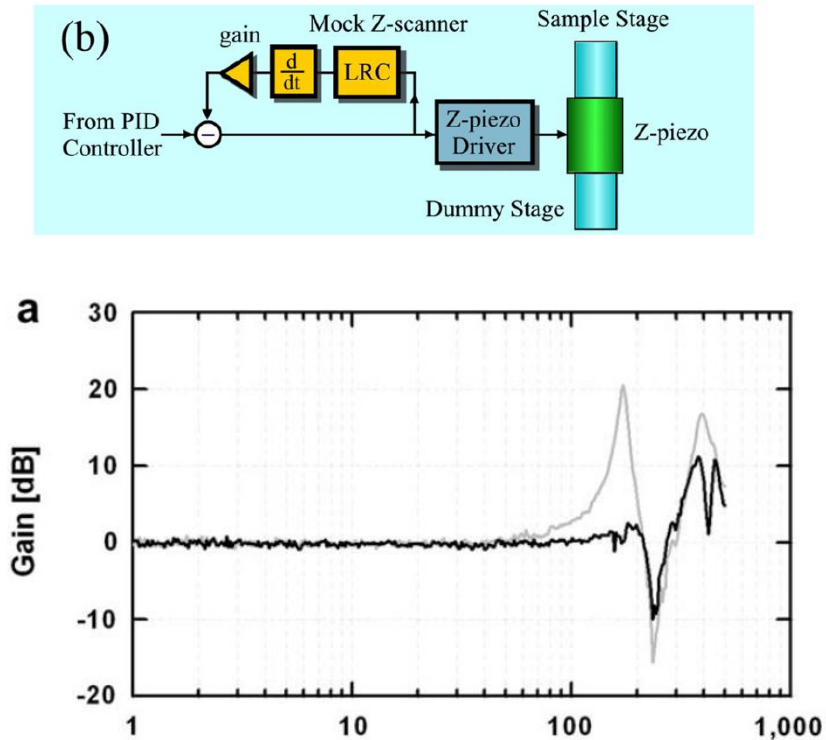 (b)
Mock Z-scanner
Sample Stage
gain
d
dt
LRC
From PID
Controller
−
Z-piezo
Driver
Z-piezo
Dummy Stage
a
30
20
10
0
-10
-20
Gain [dB]
1
10
100
1,000